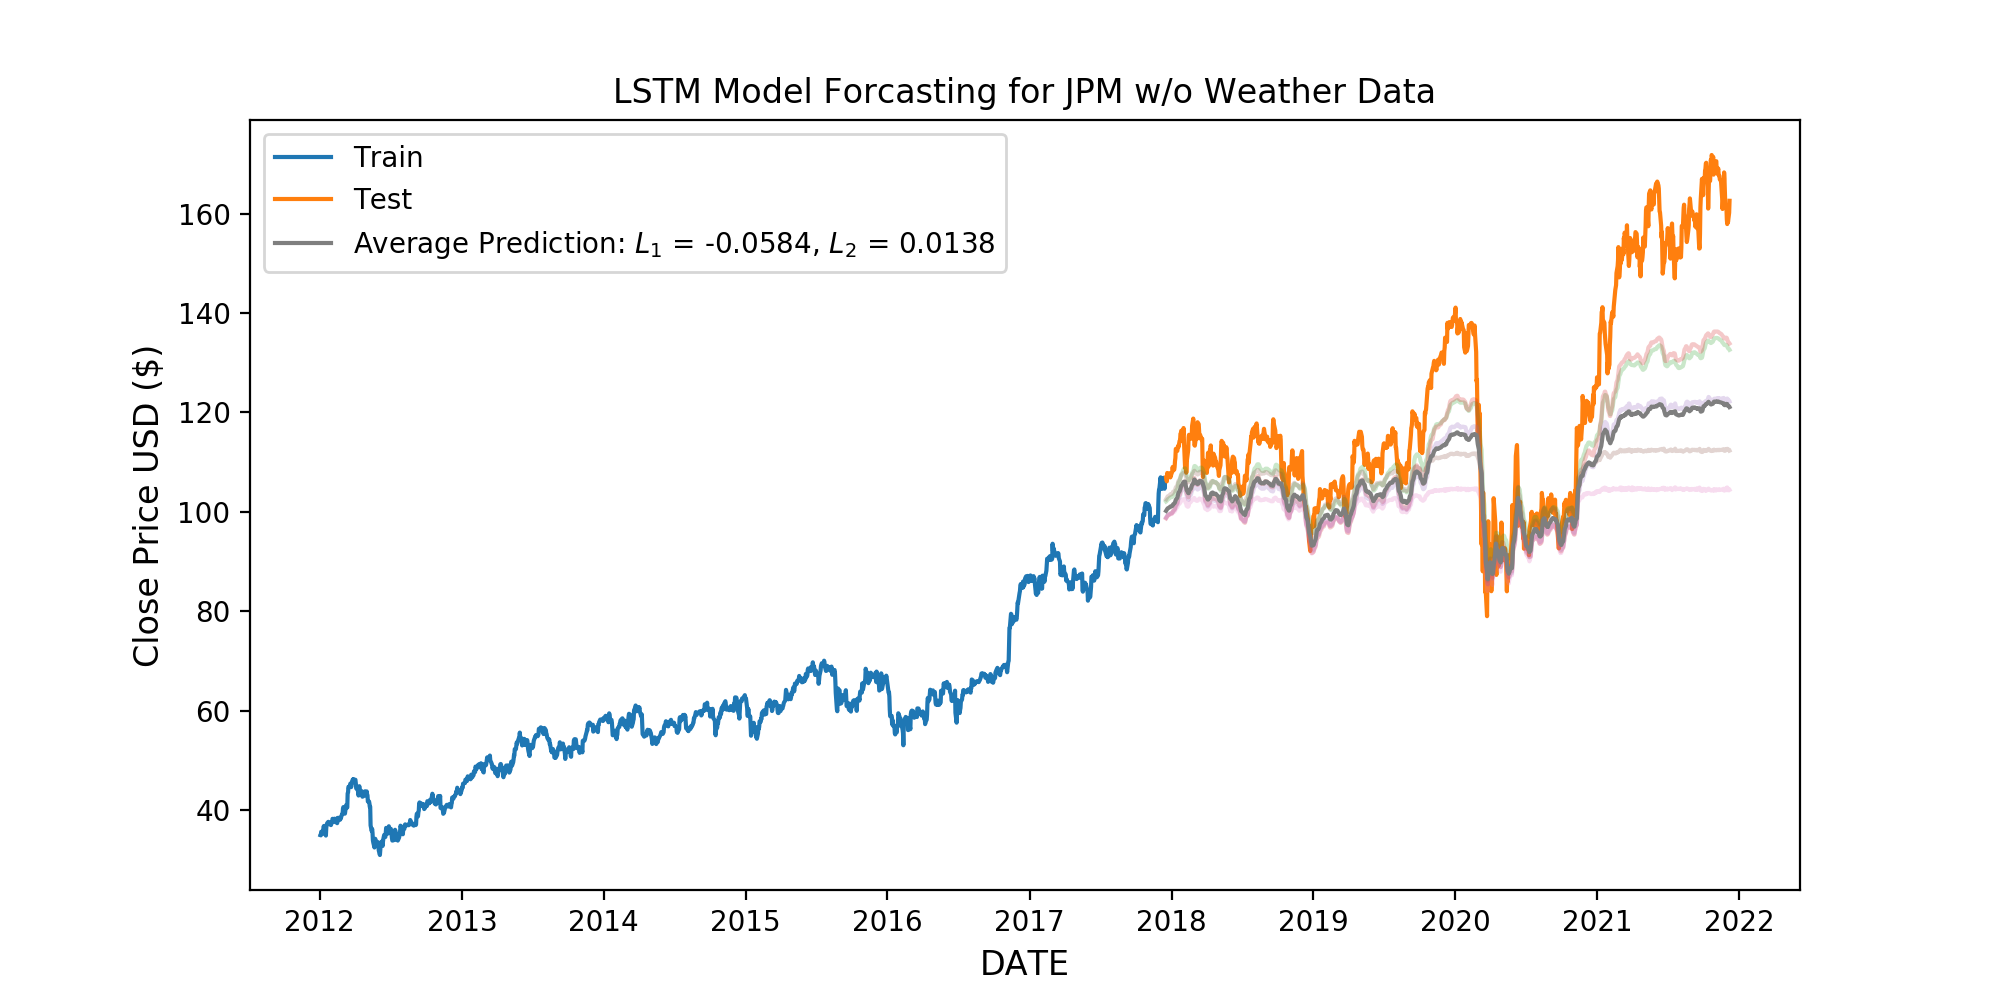 LSTM Model Forcasting for JPM w/o Weather Data
Train
Test
Average Prediction: L₁ = -0.0584, L₂ = 0.0138
160
140
120
100
80
60
40
Close Price USD ($)
2012 2013 2014 2015 2016 2017 2018 2019 2020 2021 2022
DATE